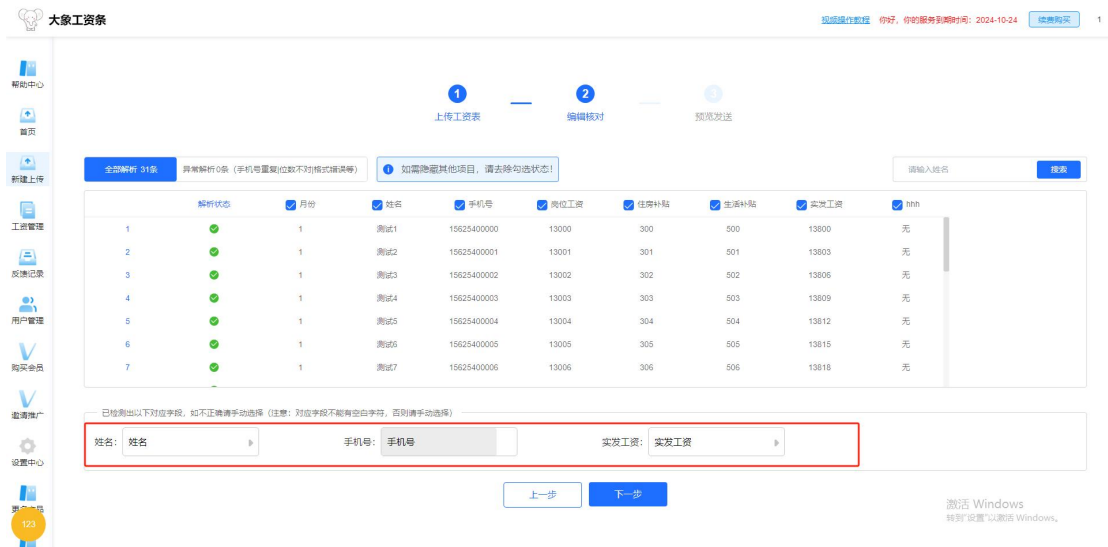 大象工资条
视频操作教程 你好，你的服务到期时间：2024-10-24 续费购买 1
帮助中心
首页
新建上传
工资管理
反馈记录
用户管理
购买会员
邀请推广
设置中心
123
1 2 3
上传工资表 编辑核对 预览发送
全部解析 31条 异常解析0条（手机号重复|位数不对|格式错误等） 如需隐藏其他项目，请去除勾选状态！ 请输入姓名 搜索
解析状态 月份 姓名 手机号 岗位工资 住房补贴 生活补贴 实发工资 hhh
1 1 测试1 15625400000 13000 300 500 13800 无
2 1 测试2 15625400001 13001 301 501 13803 无
3 1 测试3 15625400002 13002 302 502 13806 无
4 1 测试4 15625400003 13003 303 503 13809 无
5 1 测试5 15625400004 13004 304 504 13812 无
6 1 测试6 15625400005 13005 305 505 13815 无
7 1 测试7 15625400006 13006 306 506 13818 无
已检测出以下对应字段，如不正确请手动选择（注意：对应字段不能有空白字符，否则请手动选择）
姓名： 姓名 手机号： 手机号 实发工资： 实发工资
上一步 下一步
激活 Windows
转到"设置"以激活 Windows。